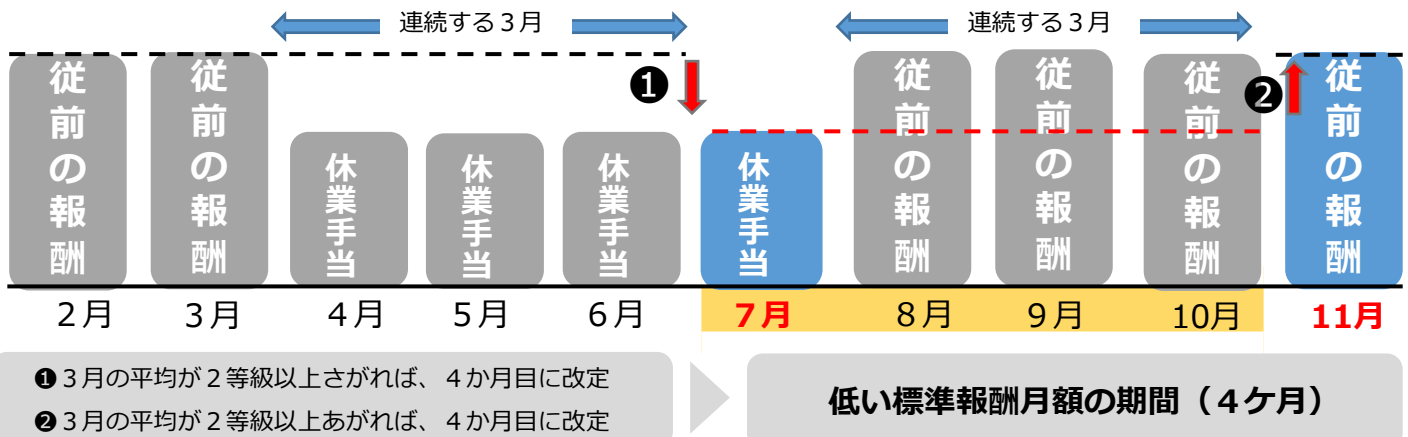 連続する３月
連続する３月
❶
❷
従前の報酬
従前の報酬
休業手当
休業手当
休業手当
休業手当
従前の報酬
従前の報酬
従前の報酬
従前の報酬
２月
３月
４月
５月
６月
７月
８月
９月
10月
11月
❶３月の平均が２等級以上さがれば、４か月目に改定
❷３月の平均が２等級以上あがれば、４か月目に改定
低い標準報酬月額の期間（４ケ月）